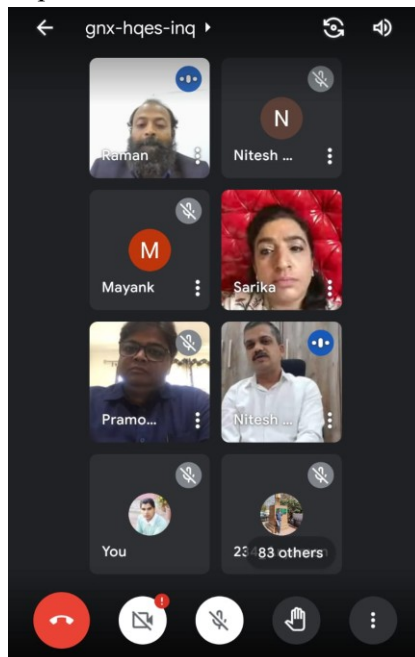 gnx-hqes-inq
Raman
N
Nitesh ...
M
Mayank
Sarika
Pramo...
Nitesh ...
You
83 others